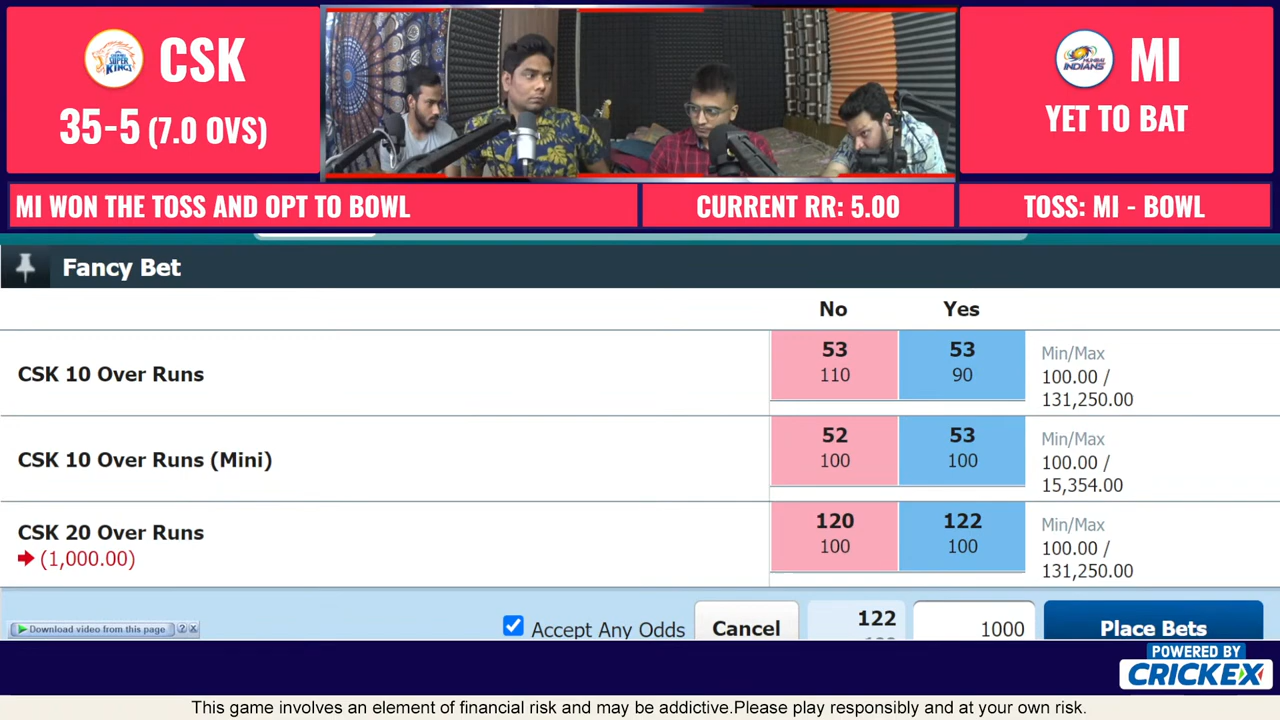 CSK
35-5 (7.0 OVS)
MI
YET TO BAT
MI WON THE TOSS AND OPT TO BOWL
CURRENT RR: 5.00
TOSS: MI - BOWL
Fancy Bet
No
Yes
CSK 10 Over Runs
53
110
53
90
Min/Max
100.00 /
131,250.00
CSK 10 Over Runs (Mini)
52
100
53
100
Min/Max
100.00 /
15,354.00
CSK 20 Over Runs
(1,000.00)
120
100
122
100
Min/Max
100.00 /
131,250.00
Download video from this page
? X
Accept Any Odds
Cancel
122
1000
Place Bets
POWERED BY
CRICKEX
This game involves an element of financial risk and may be addictive.Please play responsibly and at your own risk.